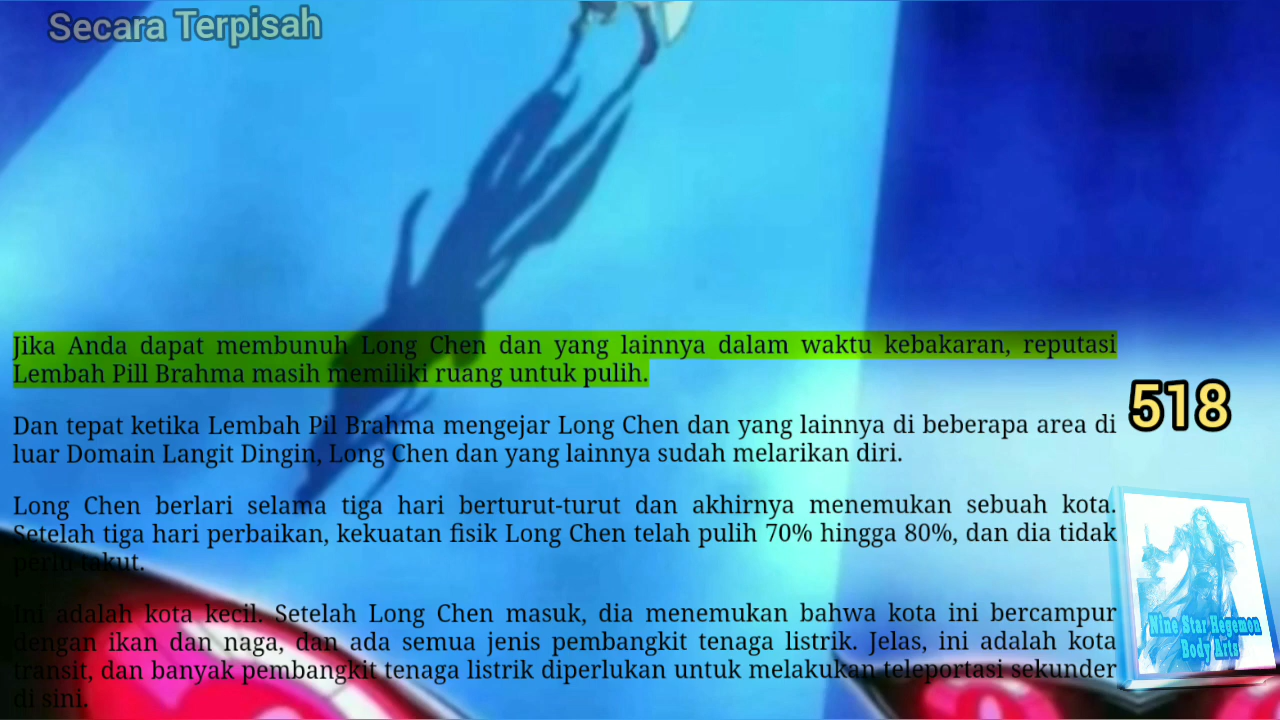 Secara Terpisah
Jika Anda dapat membunuh Long Chen dan yang lainnya dalam waktu kebakaran, reputasi
Lembah Pill Brahma masih memiliki ruang untuk pulih.
Dan tepat ketika Lembah Pil Brahma mengejar Long Chen dan yang lainnya di beberapa area di
luar Domain Langit Dingin, Long Chen dan yang lainnya sudah melarikan diri.
518
Long Chen berlari selama tiga hari berturut-turut dan akhirnya menemukan sebuah kota.
Setelah tiga hari perbaikan, kekuatan fisik Long Chen telah pulih 70% hingga 80%, dan dia tidak
perlu takut.
Ini adalah kota kecil. Setelah Long Chen masuk, dia menemukan bahwa kota ini bercampur
dengan ikan dan naga, dan ada semua jenis pembangkit tenaga listrik. Jelas, ini adalah kota
transit, dan banyak pembangkit tenaga listrik diperlukan untuk melakukan teleportasi sekunder
di sini.
Nine Star Hegemon
Body Arts